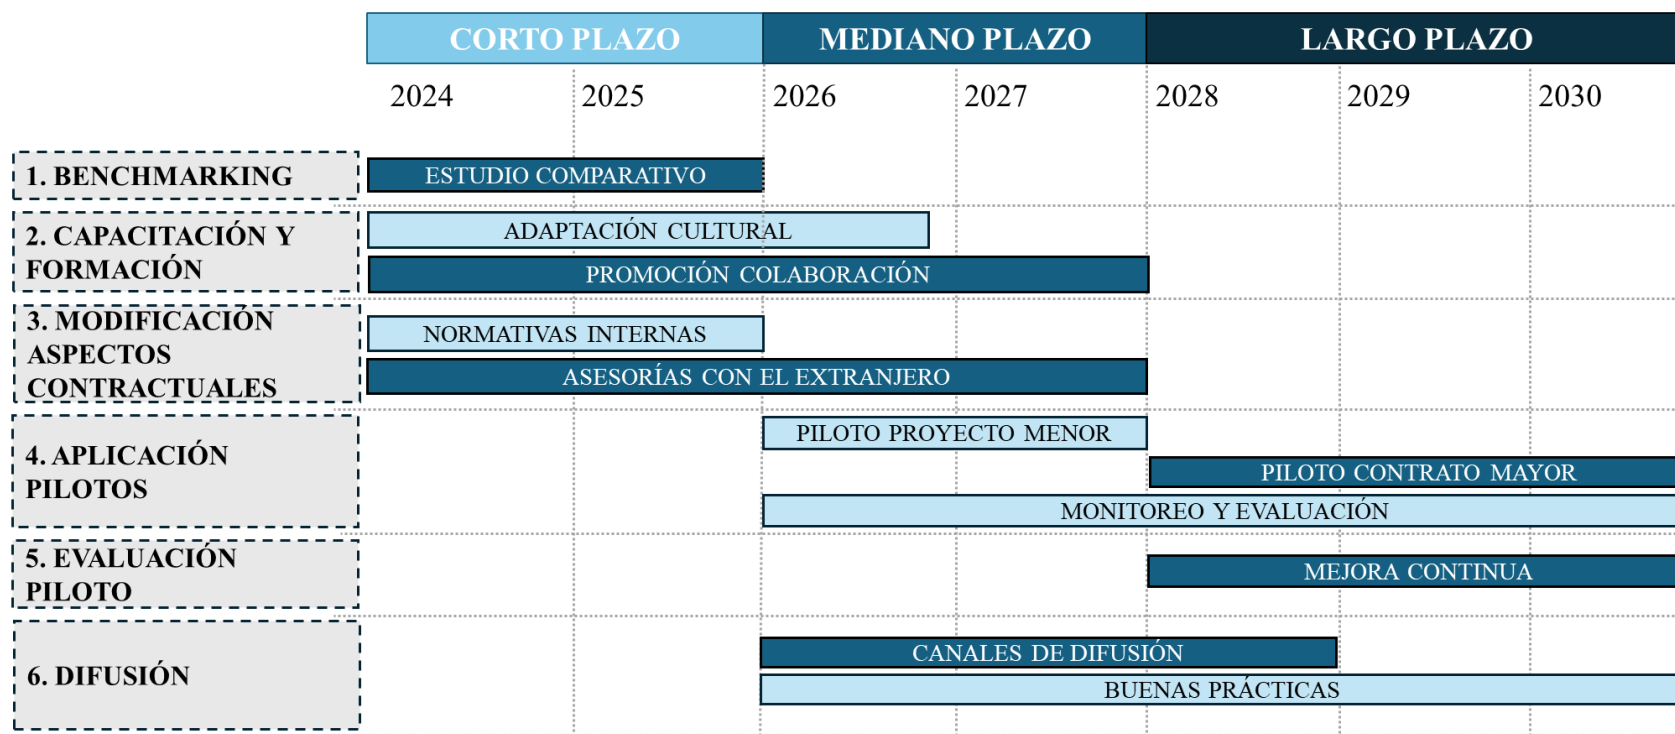 CORTO PLAZO MEDIANO PLAZO LARGO PLAZO
2024 2025 2026 2027 2028 2029 2030
1. BENCHMARKING
ESTUDIO COMPARATIVO
2. CAPACITACIÓN Y
FORMACIÓN
ADAPTACIÓN CULTURAL
PROMOCIÓN COLABORACIÓN
3. MODIFICACIÓN
ASPECTOS
CONTRACTUALES
NORMATIVAS INTERNAS
ASESORÍAS CON EL EXTRANJERO
4. APLICACIÓN
PILOTOS
PILOTO PROYECTO MENOR
PILOTO CONTRATO MAYOR
MONITOREO Y EVALUACIÓN
5. EVALUACIÓN
PILOTO
MEJORA CONTINUA
6. DIFUSIÓN
CANALES DE DIFUSIÓN
BUENAS PRÁCTICAS